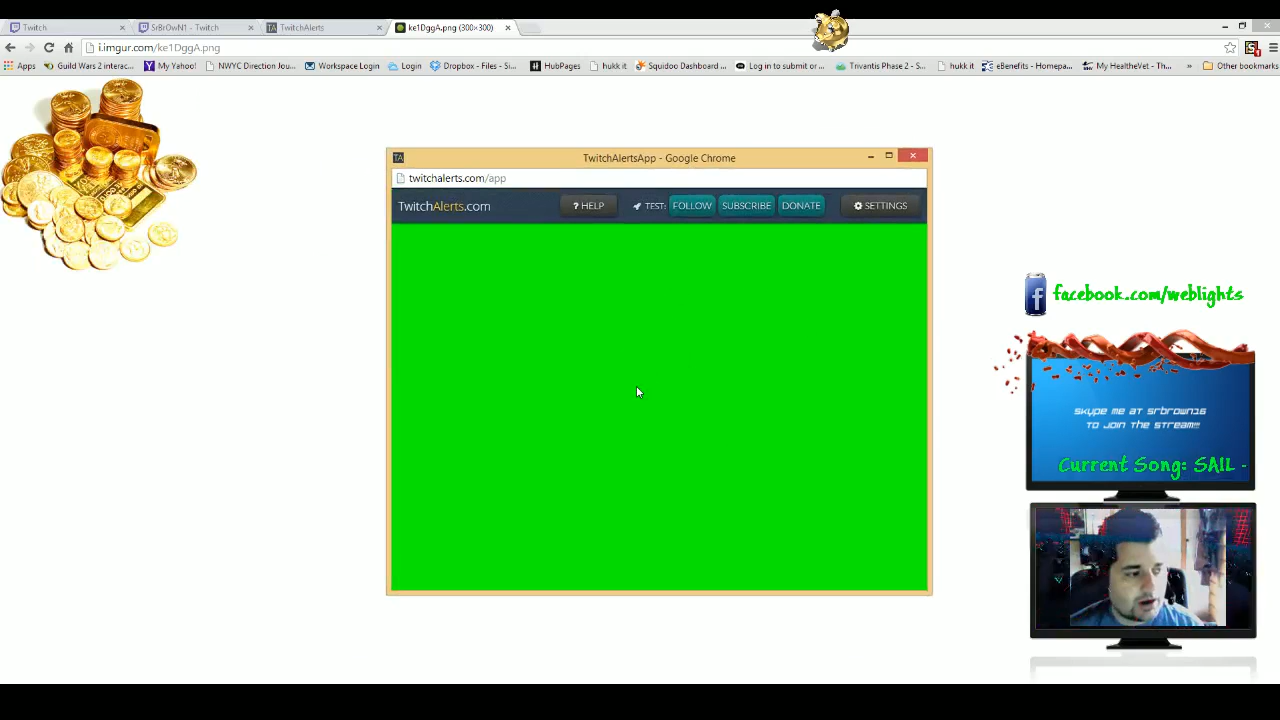 Twitch
SrBrOwN1 - Twitch
TwitchAlerts
ke1DggA.png (300×300)
i.imgur.com/ke1DggA.png
Apps
Guild Wars 2 interac...
My Yahoo!
NWYC Direction Jou...
Workspace Login
Login
Dropbox - Files - Si...
HubPages
hukk it
Squidoo Dashboard ...
Log in to submit or ...
Trivantis Phase 2 - S...
hukk it
eBenefits - Homepa...
My HealtheVet - Th...
»
Other bookmarks
TA
TwitchAlertsApp - Google Chrome
twitchalerts.com/app
TwitchAlerts.com
? HELP
TEST:
FOLLOW
SUBSCRIBE
DONATE
SETTINGS
f
facebook.com/weblights
SKYPE ME AT SRBROWN16
TO JOIN THE STREAM!!!
Current Song: SAIL -